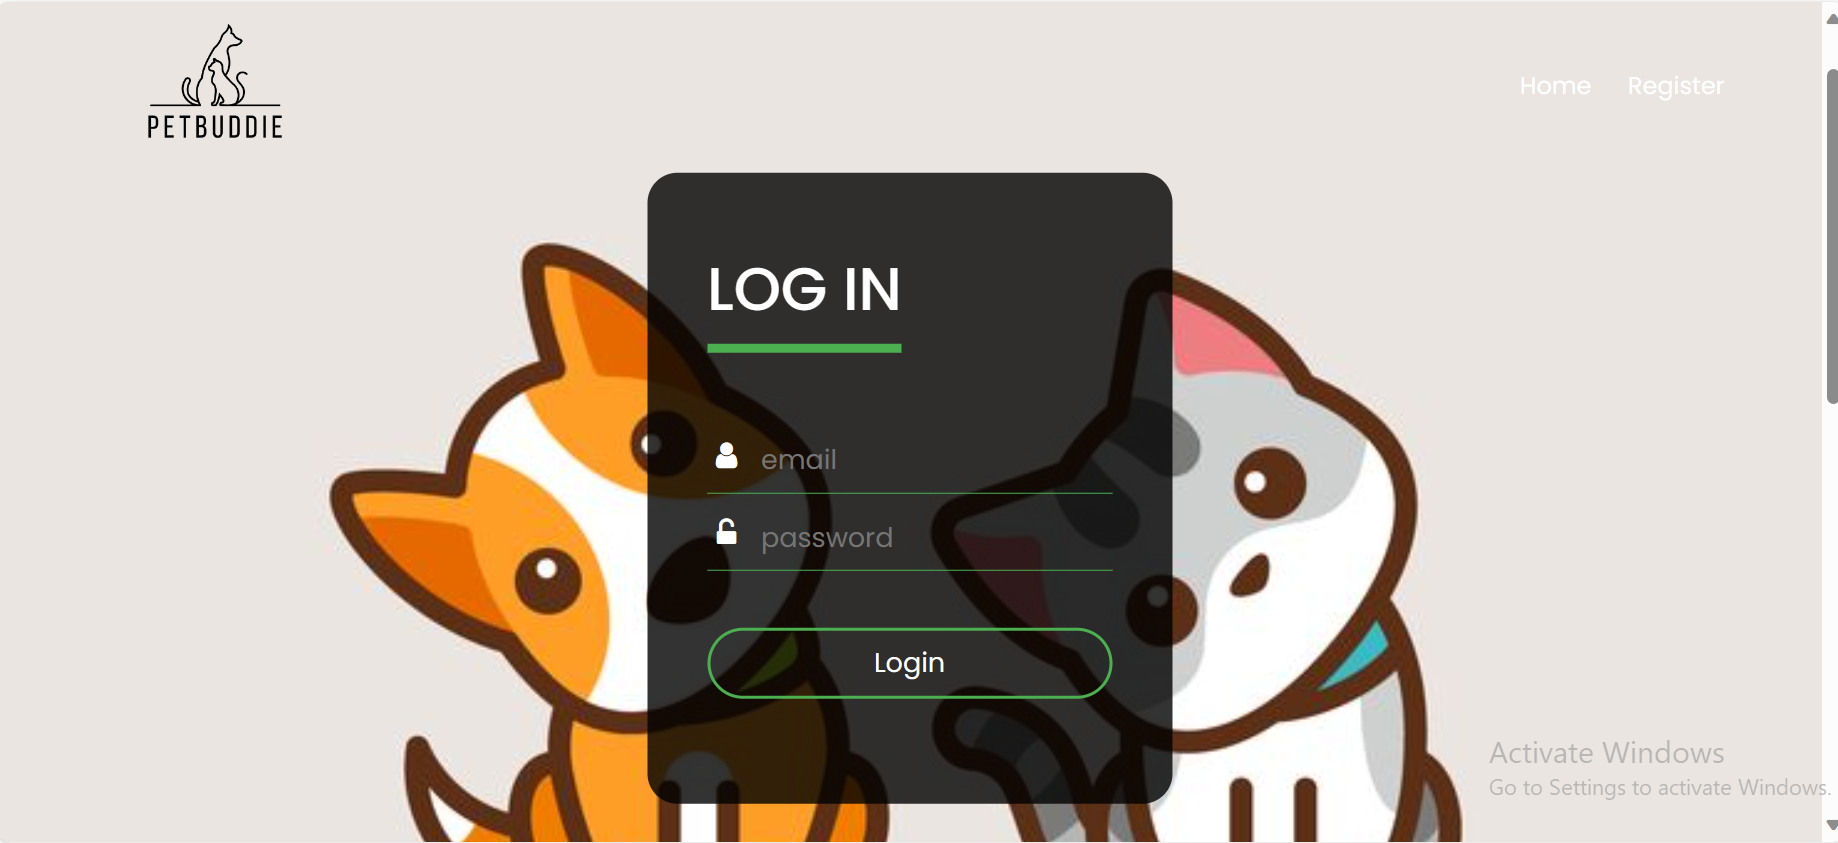 PETBUDDIE
Home Register
LOG IN
email
password
Login
Activate Windows
Go to Settings to activate Windows.